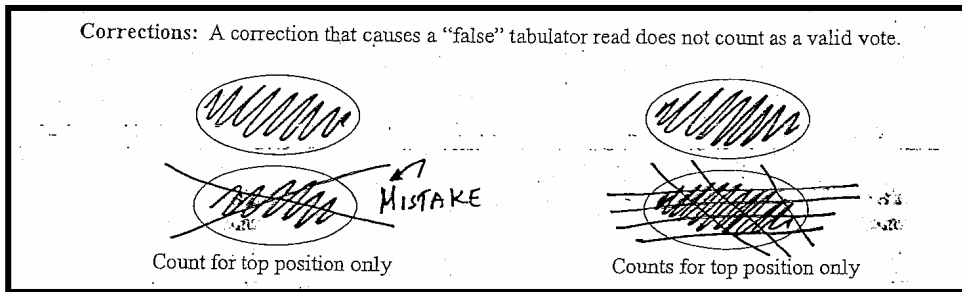 Corrections: A correction that causes a "false" tabulator read does not count as a valid vote.
MISTAKE
Count for top position only
Counts for top position only